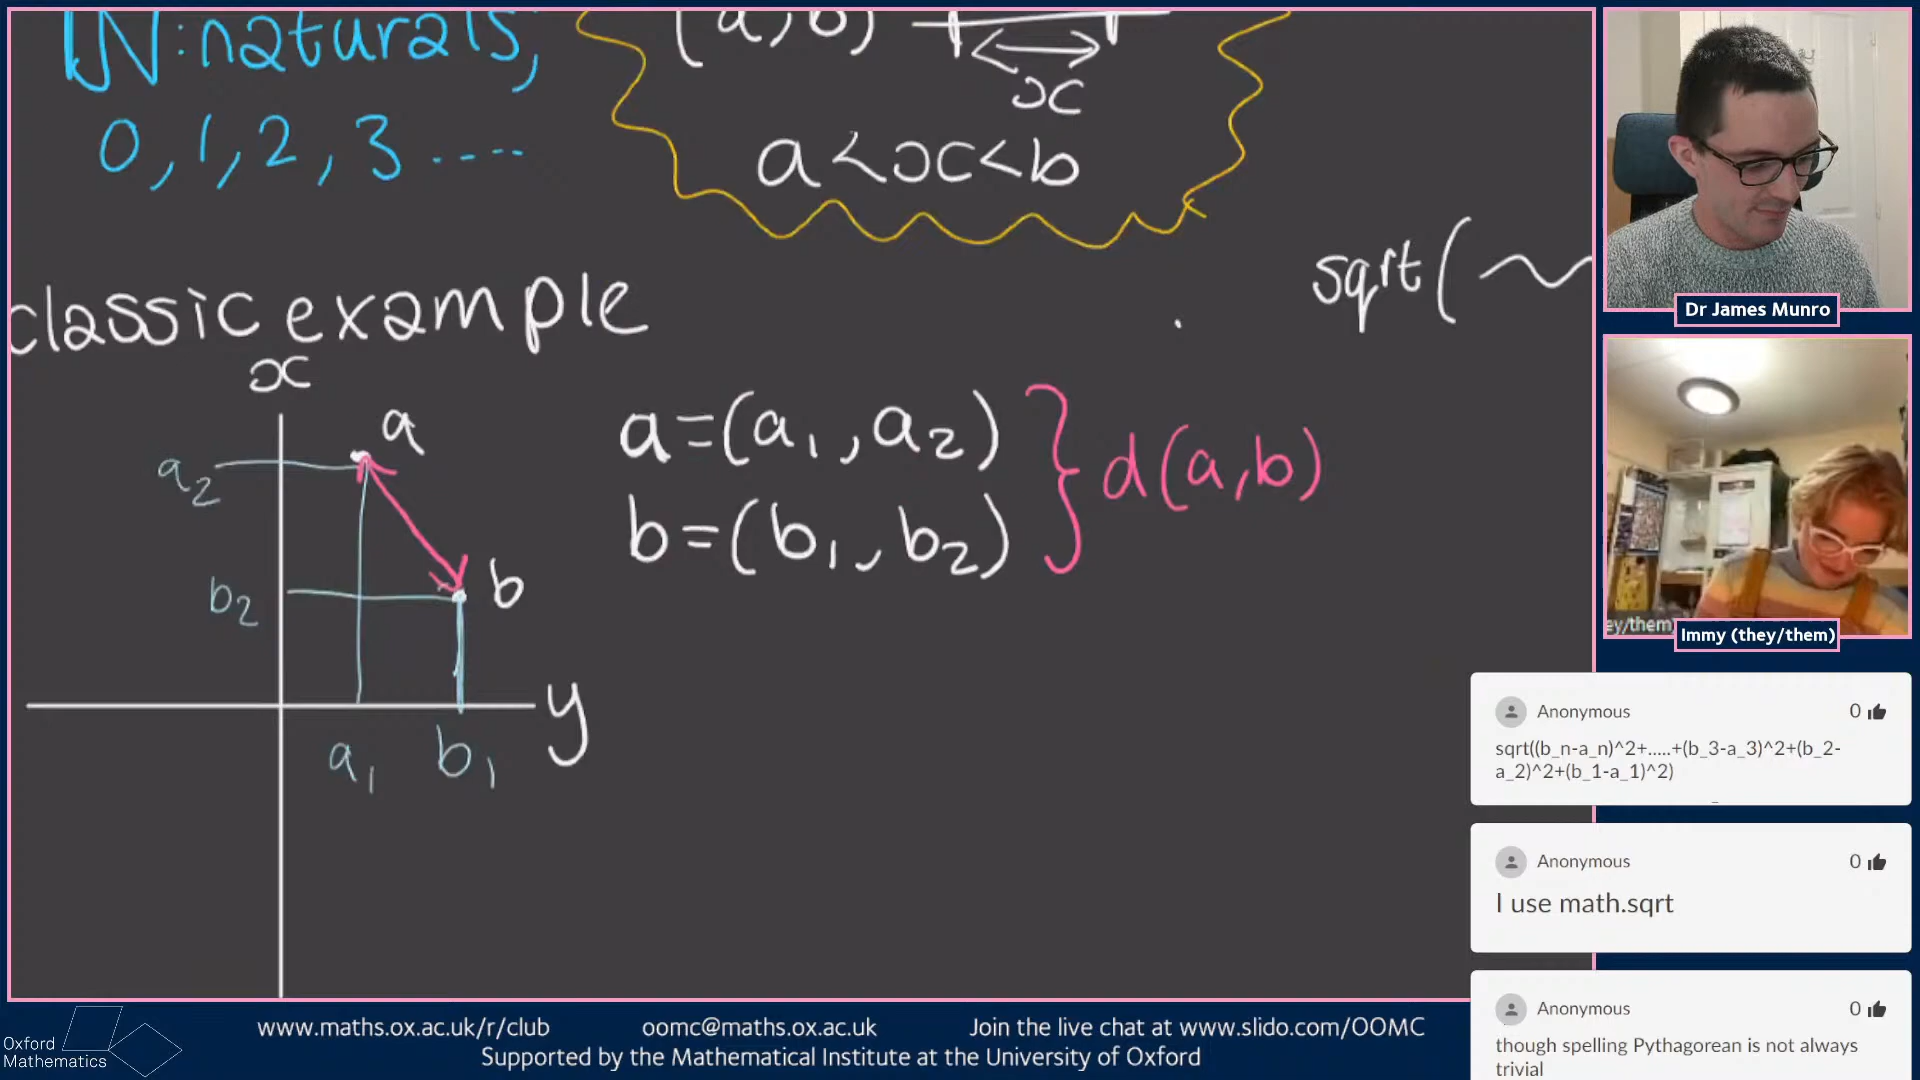 ℕ:naturals,
0, 1, 2, 3 ....
(a,b)
x
a<x<b
sqrt(
classic example
x
a
a₂
b₂
b
y
a₁ b₁
a=(a₁,a₂)
b=(b₁,b₂)
d(a,b)
Dr James Munro
ey/them)
Immy (they/them)
Anonymous 0
sqrt((b_n-a_n)^2+.....+(b_3-a_3)^2+(b_2-
a_2)^2+(b_1-a_1)^2)
Anonymous 0
I use math.sqrt
Anonymous 0
though spelling Pythagorean is not always
trivial
Oxford
Mathematics
www.maths.ox.ac.uk/r/club oomc@maths.ox.ac.uk Join the live chat at www.slido.com/OOMC
Supported by the Mathematical Institute at the University of Oxford